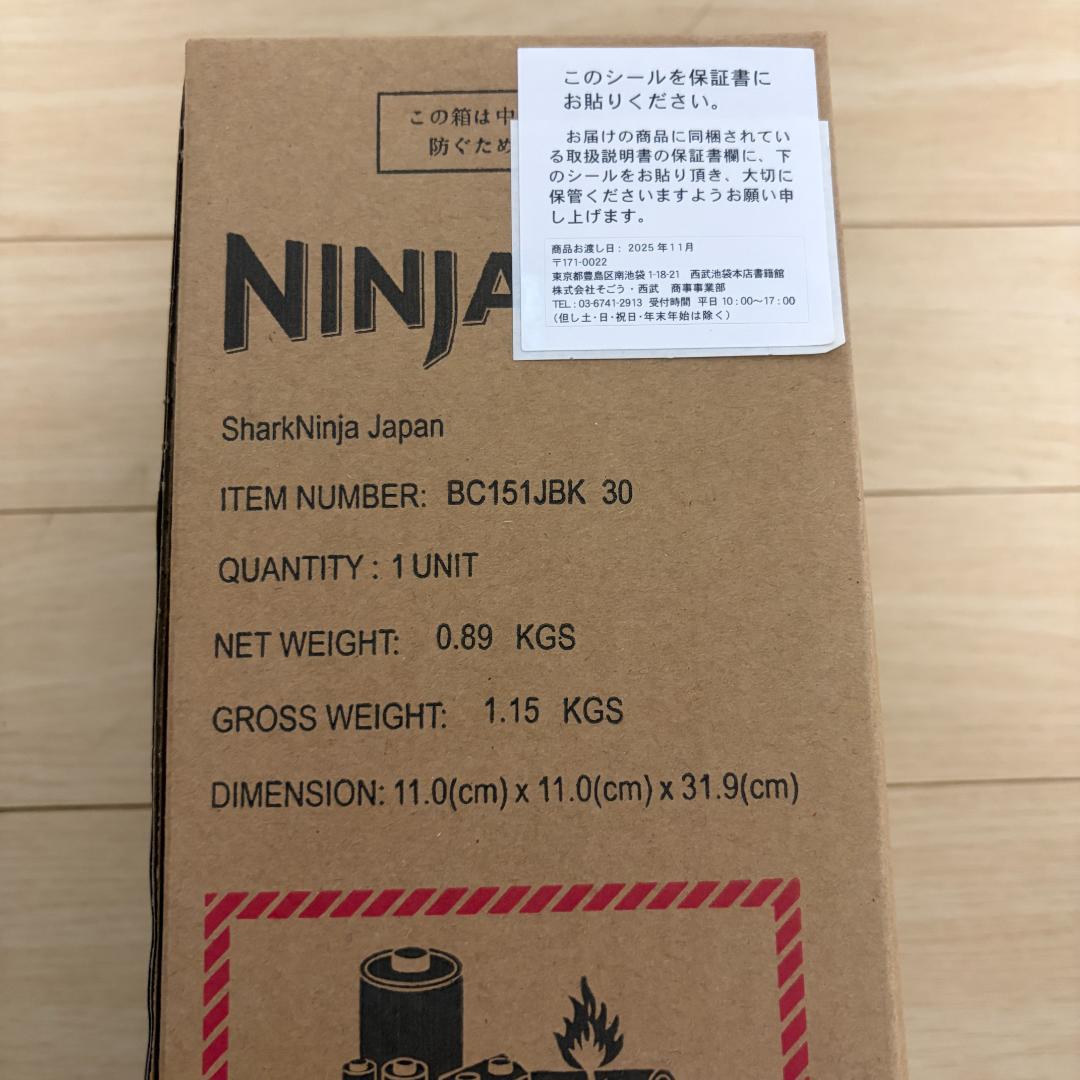 この箱は中
防ぐため
このシールを保証書に
お貼りください。
お届けの商品に同梱されてい
る取扱説明書の保証書欄に、下
のシールをお貼り頂き、大切に
保管くださいますようお願い申
し上げます。
商品お渡し日： 2025 年11月
〒171-0022
東京都豊島区南池袋 1-18-21　西武池袋本店書籍館
株式会社そごう・西武　商事事業部
TEL：03-6741-2913 受付時間 平日 10：00～17：00
（但し土・日・祝日・年末年始は除く）
NINJA
SharkNinja Japan
ITEM NUMBER: BC151JBK 30
QUANTITY : 1 UNIT
NET WEIGHT: 0.89 KGS
GROSS WEIGHT: 1.15 KGS
DIMENSION: 11.0(cm) x 11.0(cm) x 31.9(cm)